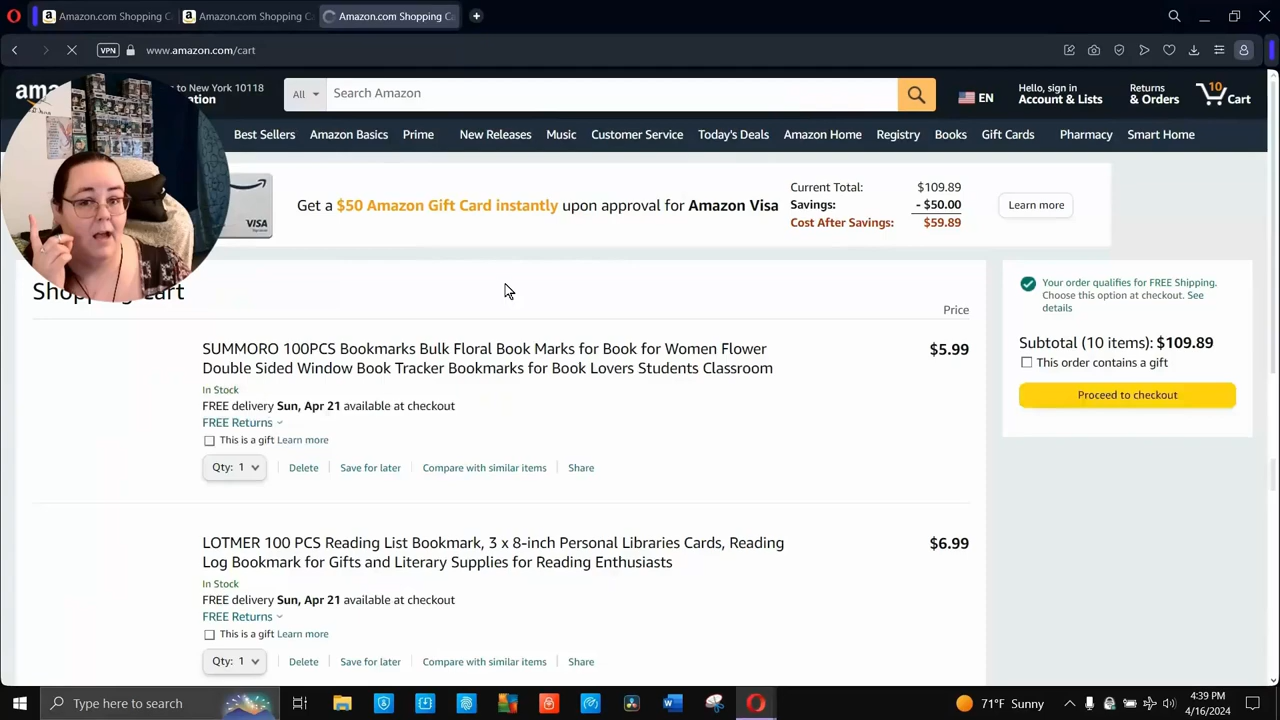 Amazon.com Shopping Ca
Amazon.com Shopping C
Amazon.com Shopping Ca
VPN
www.amazon.com/cart
ama
s to New York 10118
All
Search Amazon
EN
Hello, sign in
Account & Lists
Returns
& Orders
10
Cart
Best Sellers
Amazon Basics
Prime
New Releases
Music
Customer Service
Today's Deals
Amazon Home
Registry
Books
Gift Cards
Pharmacy
Smart Home
VISA
Get a $50 Amazon Gift Card instantly upon approval for Amazon Visa
Current Total: $109.89
Savings: - $50.00
Cost After Savings: $59.89
Learn more
Shopping Cart
Price
SUMMORO 100PCS Bookmarks Bulk Floral Book Marks for Book for Women Flower
Double Sided Window Book Tracker Bookmarks for Book Lovers Students Classroom
$5.99
In Stock
FREE delivery Sun, Apr 21 available at checkout
FREE Returns
This is a gift Learn more
Qty: 1
Delete
Save for later
Compare with similar items
Share
LOTMER 100 PCS Reading List Bookmark, 3 x 8-inch Personal Libraries Cards, Reading
Log Bookmark for Gifts and Literary Supplies for Reading Enthusiasts
$6.99
In Stock
FREE delivery Sun, Apr 21 available at checkout
FREE Returns
This is a gift Learn more
Qty: 1
Delete
Save for later
Compare with similar items
Share
Your order qualifies for FREE Shipping.
Choose this option at checkout. See
details
Subtotal (10 items): $109.89
This order contains a gift
Proceed to checkout
Type here to search
71°F Sunny
4:39 PM
4/16/2024